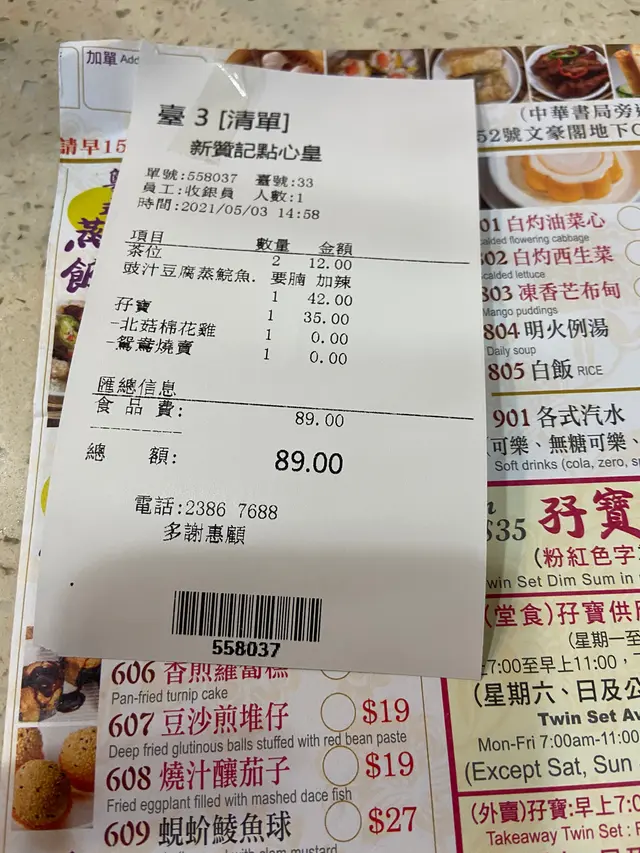 加單 Add
請早15
臺 3 [清單]
新贊記點心皇
單號:558037 臺號:33
員工:收銀員 人數:1
時間:2021/05/03 14:58
項目 數量 金額
茶位 2 12.00
豉汁豆腐蒸鯇魚. 要腩 加辣
1 42.00
孖寶 1 35.00
-北菇棉花雞 1 0.00
-鴛鴦燒賣 1 0.00
匯總信息
食 品 費: 89.00
總 額: 89.00
電話:2386 7688
多謝惠顧
558037
(中華書局旁
52號文豪閣地下
01 白灼油菜心
calded flowering cabbage
802 白灼西生菜
calded lettuce
803 凍香芒布甸
Mango puddings
804 明火例湯
Daily soup
805 白飯 RICE
901 各式汽水
(可樂、無糖可樂、
Soft drinks (cola, zero, s
$35 孖寶
(粉紅色字
win Set Dim Sum in
(堂食)孖寶供
(星期一至
7:00至早上11:00,
(星期六、日及公
Twin Set Av
Mon-Fri 7:00am-11:00
(Except Sat, Sun
(外賣)孖寶:早上7:0
Takeaway Twin Set : F
606 香煎蘿蔔糕
Pan-fried turnip cake
607 豆沙煎堆仔 $19
Deep fried glutinous balls stuffed with red bean paste
608 燒汁釀茄子 $19
Fried eggplant filled with mashed dace fish
609 蜆蚧鯪魚球 $27
clam mustard